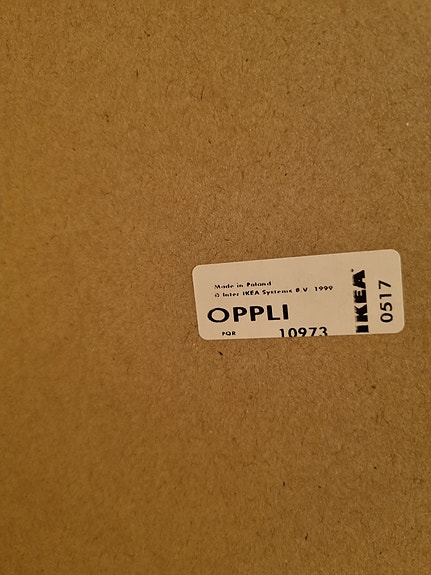 Made in Poland
© Inter IKEA Systems B.V. 1999
OPPLI
PQR 10973
IKEA
0517